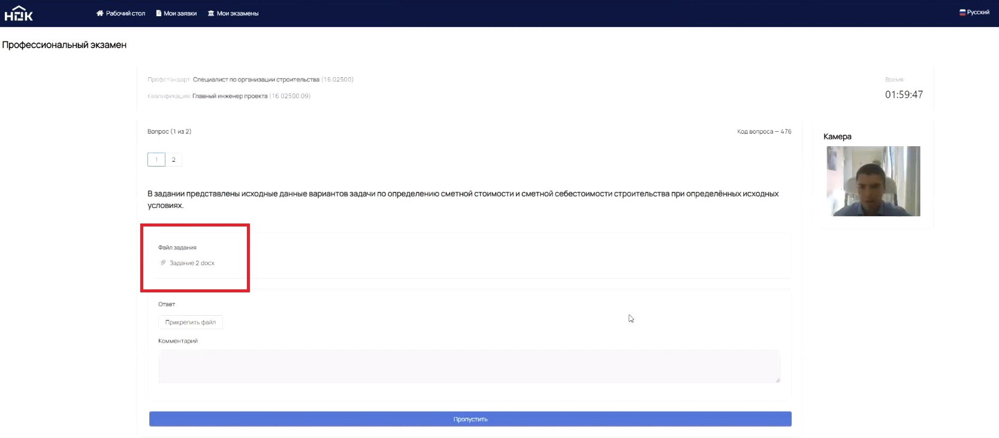 НОК
Рабочий стол Мои заявки Мои экзамены Русский
Профессиональный экзамен
Профстандарт: Специалист по организации строительства (16.02500)
Время
Квалификация: Главный инженер проекта (16.02500.09)
01:59:47
Вопрос (1 из 2)
Код вопроса — 476
Камера
1 2
В задании представлены исходные данные вариантов задачи по определению сметной стоимости и сметной себестоимости строительства при определённых исходных
условиях.
Файл задания
Задание 2.docx
Ответ
Прикрепить файл
Комментарий
Пропустить